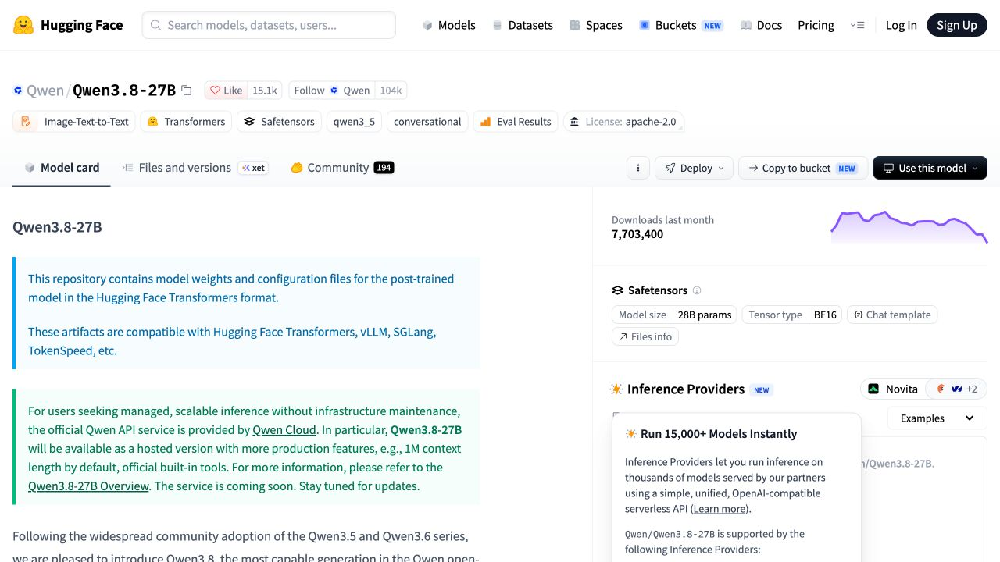 Hugging Face
Search models, datasets, users...
Models
Datasets
Spaces
Buckets NEW
Docs
Pricing
Log In
Sign Up
Qwen/Qwen3.8-27B
Like 15.1k
Follow Qwen 104k
Image-Text-to-Text
Transformers
Safetensors
qwen3_5
conversational
Eval Results
License: apache-2.0
Model card
Files and versions xet
Community 194
Deploy
Copy to bucket NEW
Use this model
Qwen3.8-27B
This repository contains model weights and configuration files for the post-trained
model in the Hugging Face Transformers format.
These artifacts are compatible with Hugging Face Transformers, vLLM, SGLang,
TokenSpeed, etc.
For users seeking managed, scalable inference without infrastructure maintenance,
the official Qwen API service is provided by Qwen Cloud. In particular, Qwen3.8-27B
will be available as a hosted version with more production features, e.g., 1M context
length by default, official built-in tools. For more information, please refer to the
Qwen3.8-27B Overview. The service is coming soon. Stay tuned for updates.
Following the widespread community adoption of the Qwen3.5 and Qwen3.6 series,
we are pleased to introduce Qwen3.8, the most capable generation in the Qwen open-
Downloads last month
7,703,400
Safetensors
Model size 28B params
Tensor type BF16
Chat template
Files info
Inference Providers NEW
Novita
+2
Examples
n/Qwen3.8-27B.
Run 15,000+ Models Instantly
Inference Providers let you run inference on
thousands of models served by our partners
using a simple, unified, OpenAI-compatible
serverless API (Learn more).
Qwen/Qwen3.8-27B is supported by the
following Inference Providers: